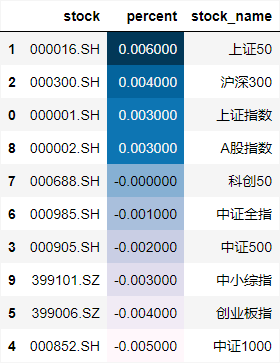 stock percent stock_name
1 000016.SH 0.006000 上证50
2 000300.SH 0.004000 沪深300
0 000001.SH 0.003000 上证指数
8 000002.SH 0.003000 A股指数
7 000688.SH -0.000000 科创50
6 000985.SH -0.001000 中证全指
3 000905.SH -0.002000 中证500
9 399101.SZ -0.003000 中小综指
5 399006.SZ -0.004000 创业板指
4 000852.SH -0.005000 中证1000